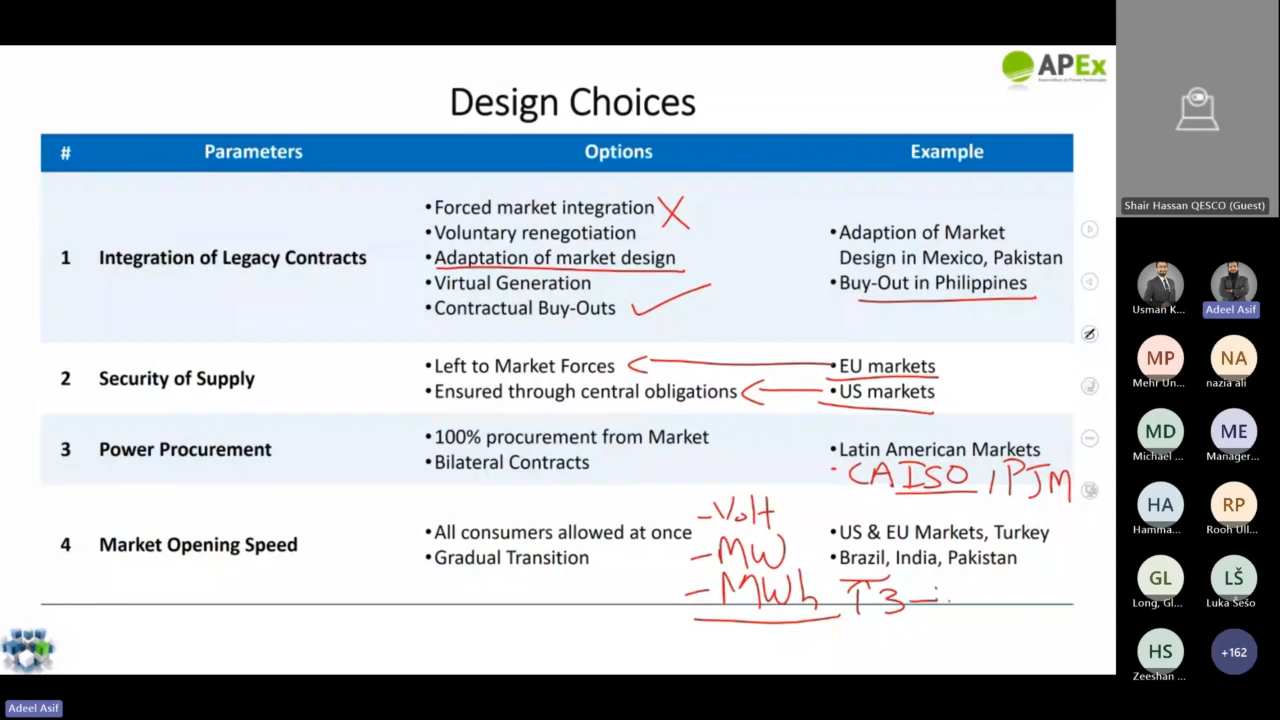 APEx
Design Choices
# Parameters Options Example
1 Integration of Legacy Contracts
•Forced market integration X
•Voluntary renegotiation
•Adaptation of market design
•Virtual Generation
•Contractual Buy-Outs
•Adaption of Market
Design in Mexico, Pakistan
•Buy-Out in Philippines
2 Security of Supply
•Left to Market Forces
•Ensured through central obligations
•EU markets
•US markets
3 Power Procurement
•100% procurement from Market
•Bilateral Contracts
•Latin American Markets
• CAISO, PJM
4 Market Opening Speed
•All consumers allowed at once
•Gradual Transition
- Volt
- MW
- MWh
•US & EU Markets, Turkey
•Brazil, India, Pakistan
T3-
Shair Hassan QESCO (Guest)
Usman K...
Adeel Asif
MP
Mehr Un...
NA
nazia ali
MD
Michael ...
ME
Manager...
HA
Hamma...
RP
Rooh Ull...
GL
Long, Gl...
LŠ
Luka Šešo
HS
Zeeshan ...
+162
Adeel Asif